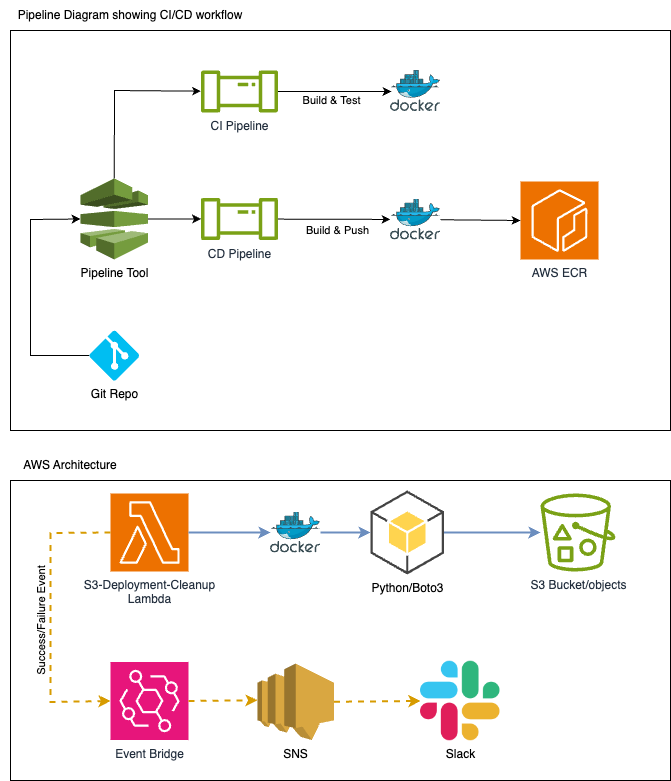 Pipeline Diagram showing CI/CD workflow
CI Pipeline
Build & Test
docker
Pipeline Tool
CD Pipeline
Build & Push
docker
AWS ECR
Git Repo
AWS Architecture
S3-Deployment-Cleanup
Lambda
docker
Python/Boto3
S3 Bucket/objects
Success/Failure Event
Event Bridge
SNS
Slack